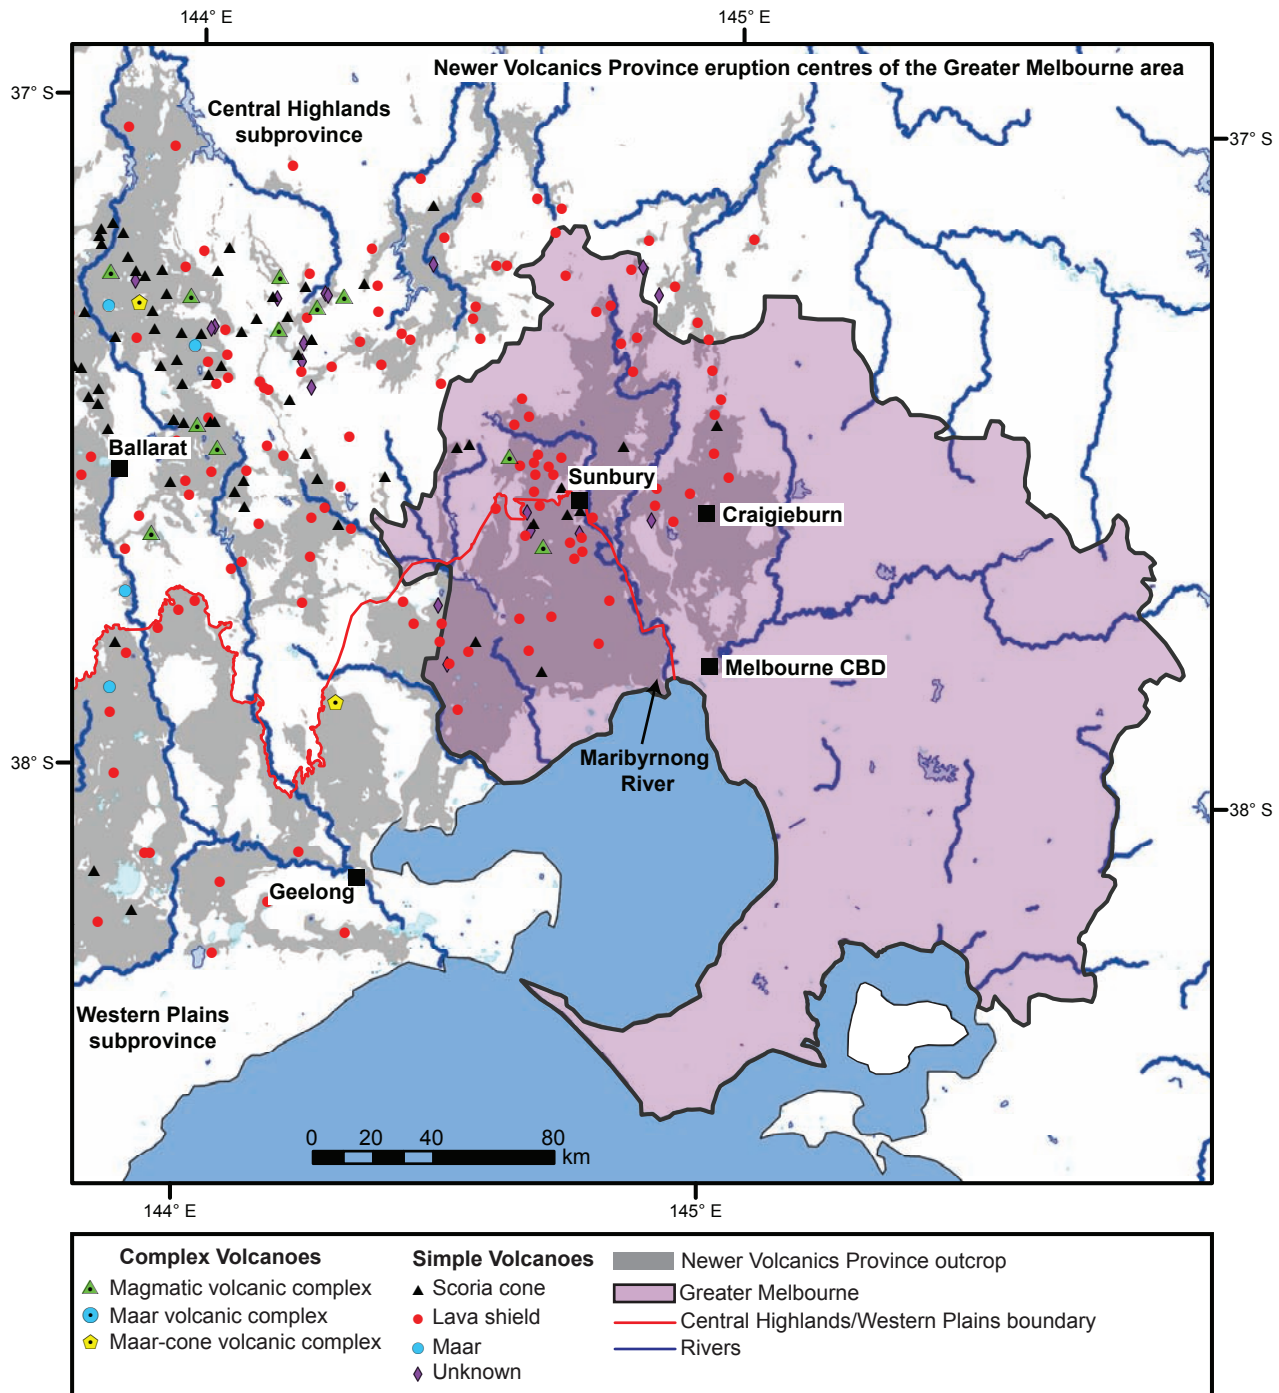 144° E
145° E
Newer Volcanics Province eruption centres of the Greater Melbourne area
37° S
Central Highlands
subprovince
37° S
Ballarat
Sunbury
Craigieburn
Melbourne CBD
Maribyrnong
River
38° S
38° S
Geelong
Western Plains
subprovince
0 20 40 80
km
144° E
145° E
Complex Volcanoes
Magmatic volcanic complex
Maar volcanic complex
Maar-cone volcanic complex
Simple Volcanoes
Scoria cone
Lava shield
Maar
Unknown
Newer Volcanics Province outcrop
Greater Melbourne
Central Highlands/Western Plains boundary
Rivers